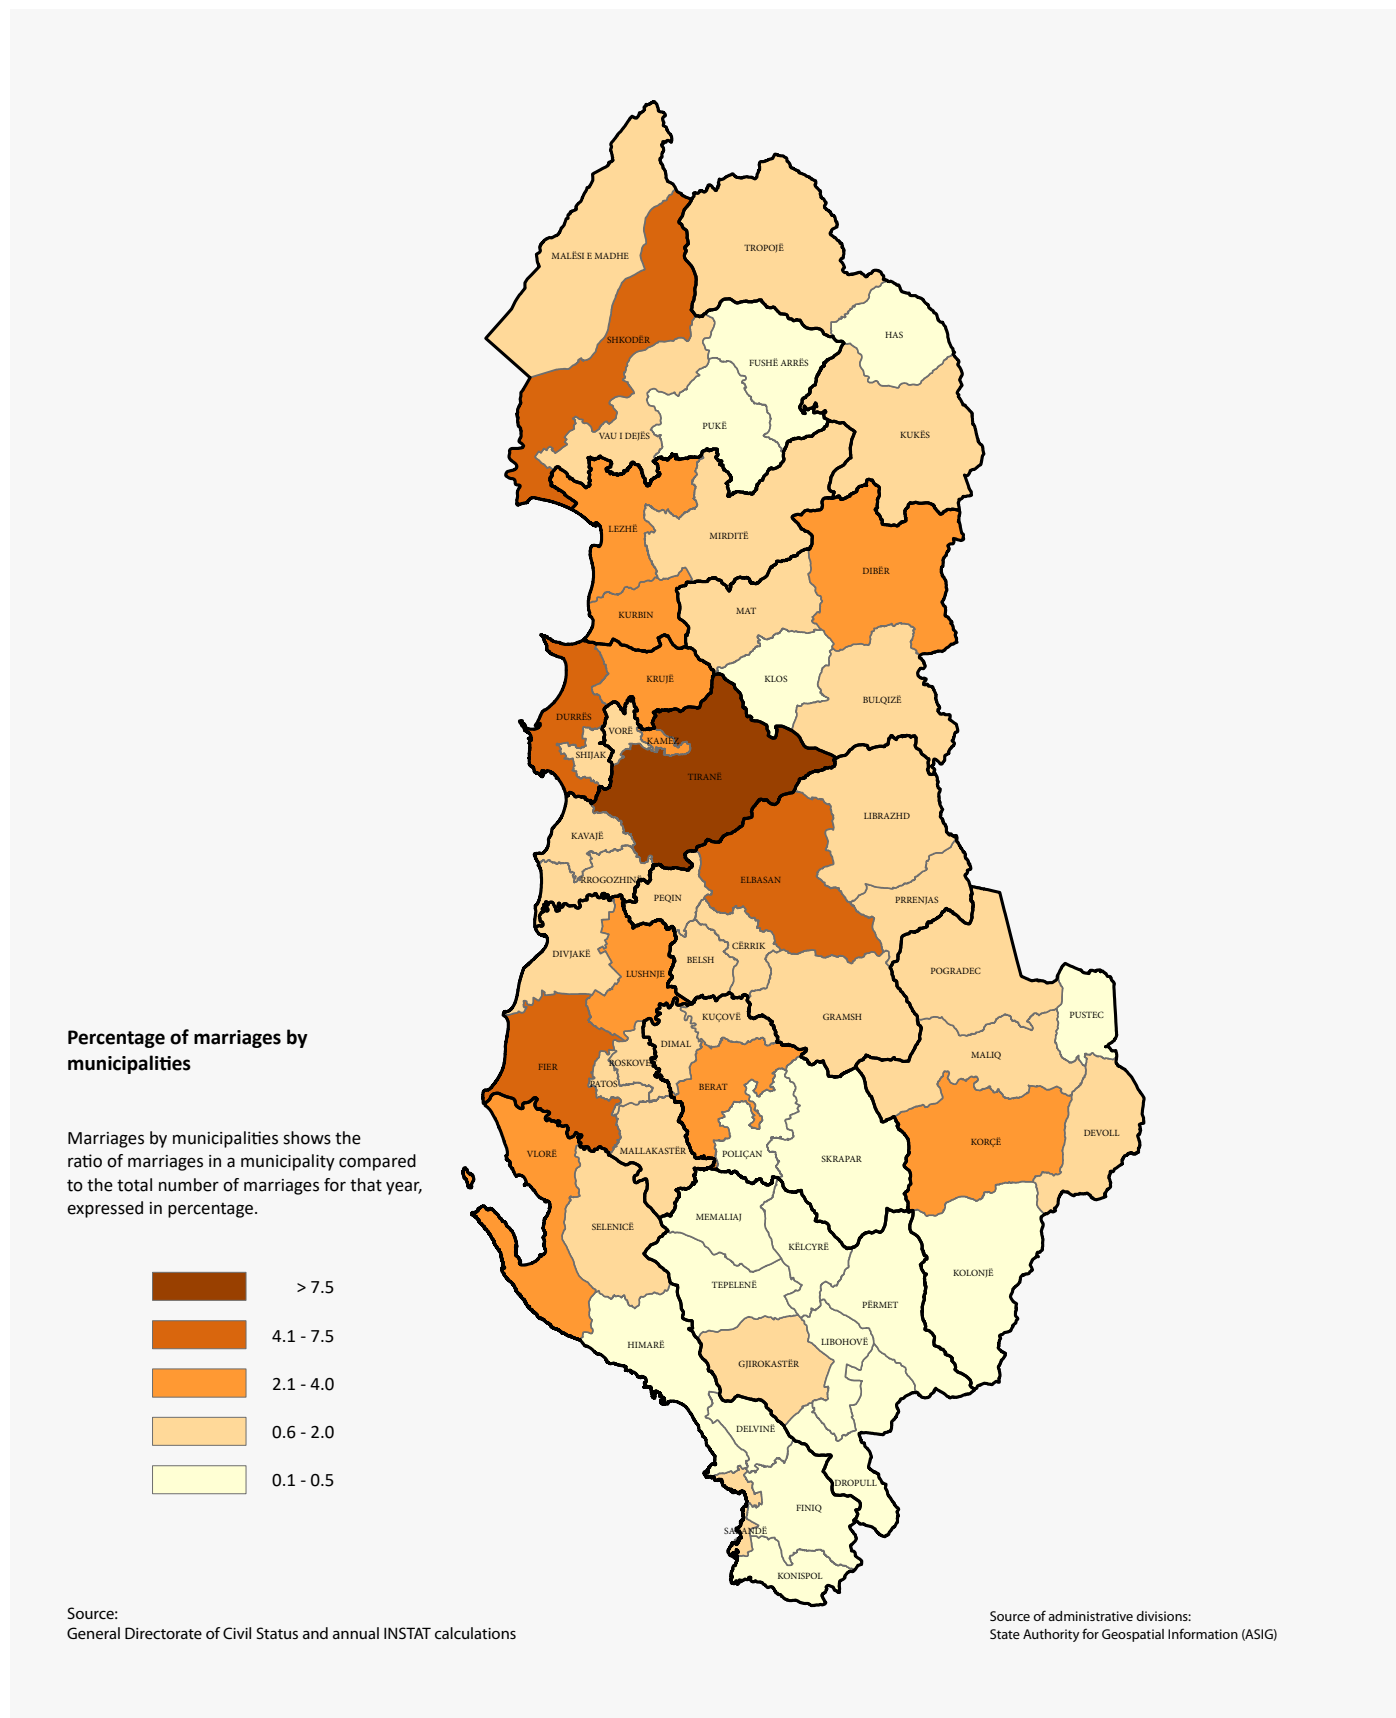 MALËSI E MADHE
TROPOJË
SHKODËR
HAS
FUSHË ARRËS
PUKË
VAU I DEJËS
KUKËS
LEZHË
MIRDITË
DIBËR
KURBIN
MAT
KRUJË
KLOS
BULQIZË
DURRËS
VORË
KAMËZ
SHIJAK
TIRANË
LIBRAZHD
KAVAJË
RROGOZHINË
ELBASAN
PEQIN
PRRENJAS
DIVJAKË
LUSHNJE
BELSH
CËRRIK
POGRADEC
GRAMSH
KUÇOVË
PUSTEC
DIMAL
MALIQ
FIER
ROSKOVEC
PATOS
BERAT
DEVOLL
KORÇË
VLORË
MALLAKASTËR
POLIÇAN
SKRAPAR
SELENICË
MEMALIAJ
KËLCYRË
KOLONJË
TEPELENË
PËRMET
HIMARË
LIBOHOVË
GJIROKASTËR
DELVINË
DROPULL
FINIQ
SARANDË
KONISPOL
Percentage of marriages by
municipalities
Marriages by municipalities shows the
ratio of marriages in a municipality compared
to the total number of marriages for that year,
expressed in percentage.
> 7.5
4.1 - 7.5
2.1 - 4.0
0.6 - 2.0
0.1 - 0.5
Source:
General Directorate of Civil Status and annual INSTAT calculations
Source of administrative divisions:
State Authority for Geospatial Information (ASIG)